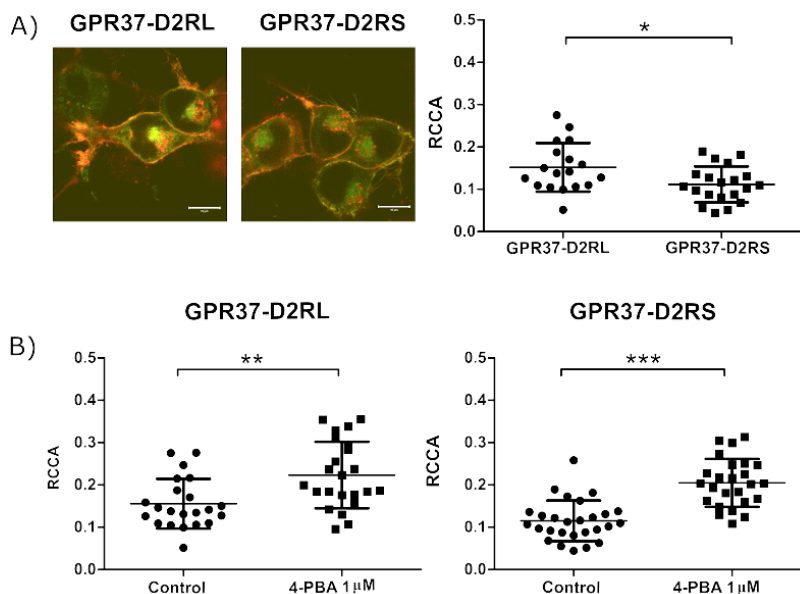 A)
GPR37-D2RL GPR37-D2RS
0.5
*
0.4
RCCA
0.3
0.2
0.1
0.0
GPR37-D2RL GPR37-D2RS
B)
GPR37-D2RL
0.5
**
0.4
RCCA
0.3
0.2
0.1
0.0
Control 4-PBA 1µM
GPR37-D2RS
0.5
***
0.4
RCCA
0.3
0.2
0.1
0.0
Control 4-PBA 1µM